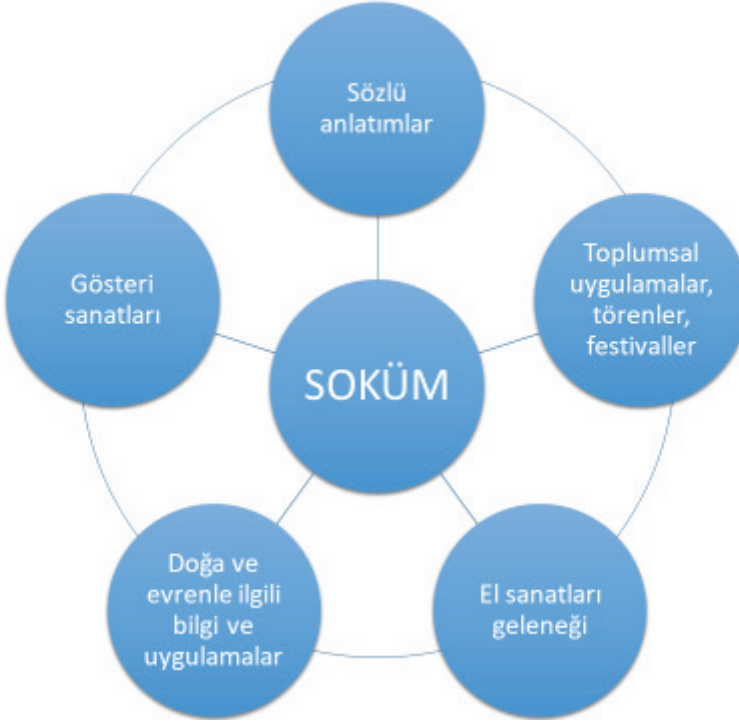 Sözlü
anlatımlar
Toplumsal
uygulamalar,
törenler,
festivaller
El sanatları
geleneği
Doğa ve
evrenle ilgili
bilgi ve
uygulamalar
Gösteri
sanatları
SOKÜM